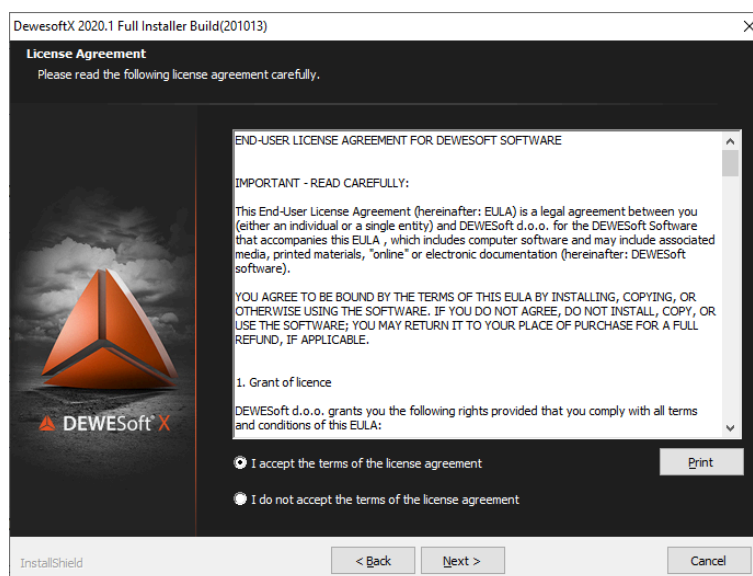 DewesoftX 2020.1 Full Installer Build(201013)
License Agreement
Please read the following license agreement carefully.
END-USER LICENSE AGREEMENT FOR DEWESOFT SOFTWARE
IMPORTANT - READ CAREFULLY:
This End-User License Agreement (hereinafter: EULA) is a legal agreement between you
(either an individual or a single entity) and DEWESoft d.o.o. for the DEWESoft Software
that accompanies this EULA , which includes computer software and may include associated
media, printed materials, "online" or electronic documentation (hereinafter: DEWESoft
software).
YOU AGREE TO BE BOUND BY THE TERMS OF THIS EULA BY INSTALLING, COPYING, OR
OTHERWISE USING THE SOFTWARE. IF YOU DO NOT AGREE, DO NOT INSTALL, COPY, OR
USE THE SOFTWARE; YOU MAY RETURN IT TO YOUR PLACE OF PURCHASE FOR A FULL
REFUND, IF APPLICABLE.
1. Grant of licence
DEWESoft d.o.o. grants you the following rights provided that you comply with all terms
and conditions of this EULA:
DEWESoft® X
I accept the terms of the license agreement
Print
I do not accept the terms of the license agreement
InstallShield
< Back
Next >
Cancel